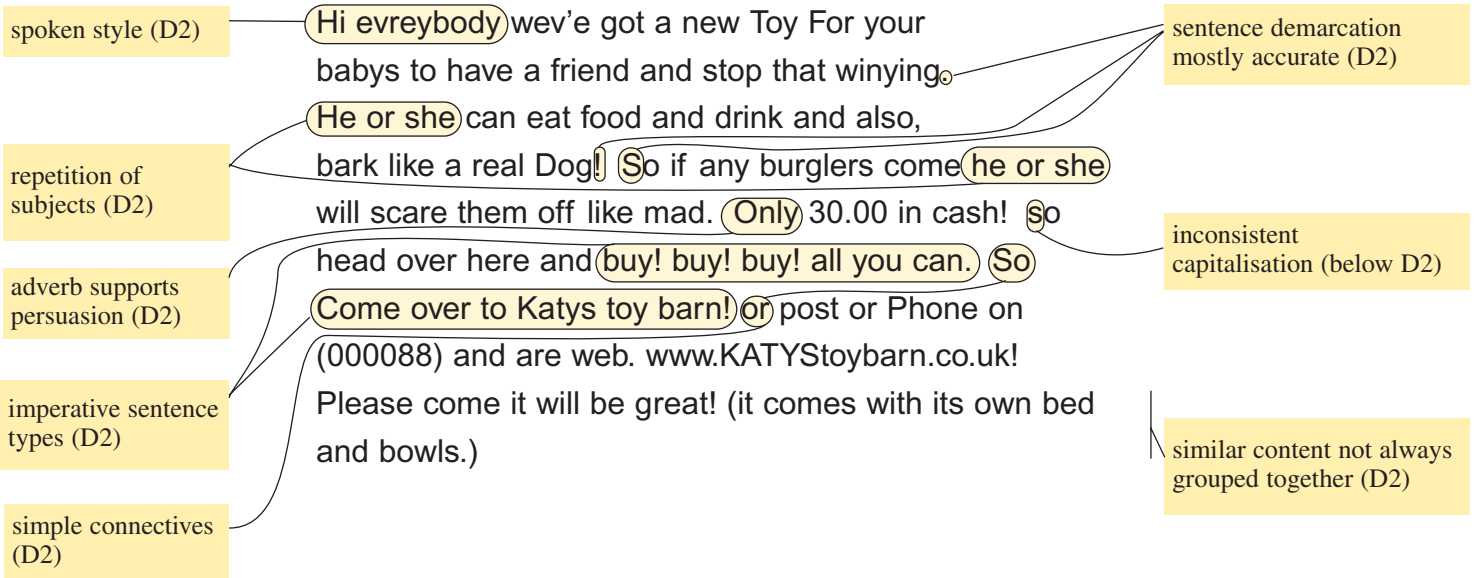 spoken style (D2)
repetition of
subjects (D2)
adverb supports
persuasion (D2)
imperative sentence
types (D2)
simple connectives
(D2)
Hi evreybody wev'e got a new Toy For your
babys to have a friend and stop that winying.
He or she can eat food and drink and also,
bark like a real Dog! So if any burglers come he or she
will scare them off like mad. Only 30.00 in cash! so
head over here and buy! buy! buy! all you can. So
Come over to Katys toy barn! or post or Phone on
(000088) and are web. www.KATYStoybarn.co.uk!
Please come it will be great! (it comes with its own bed
and bowls.)
sentence demarcation
mostly accurate (D2)
inconsistent
capitalisation (below D2)
similar content not always
grouped together (D2)